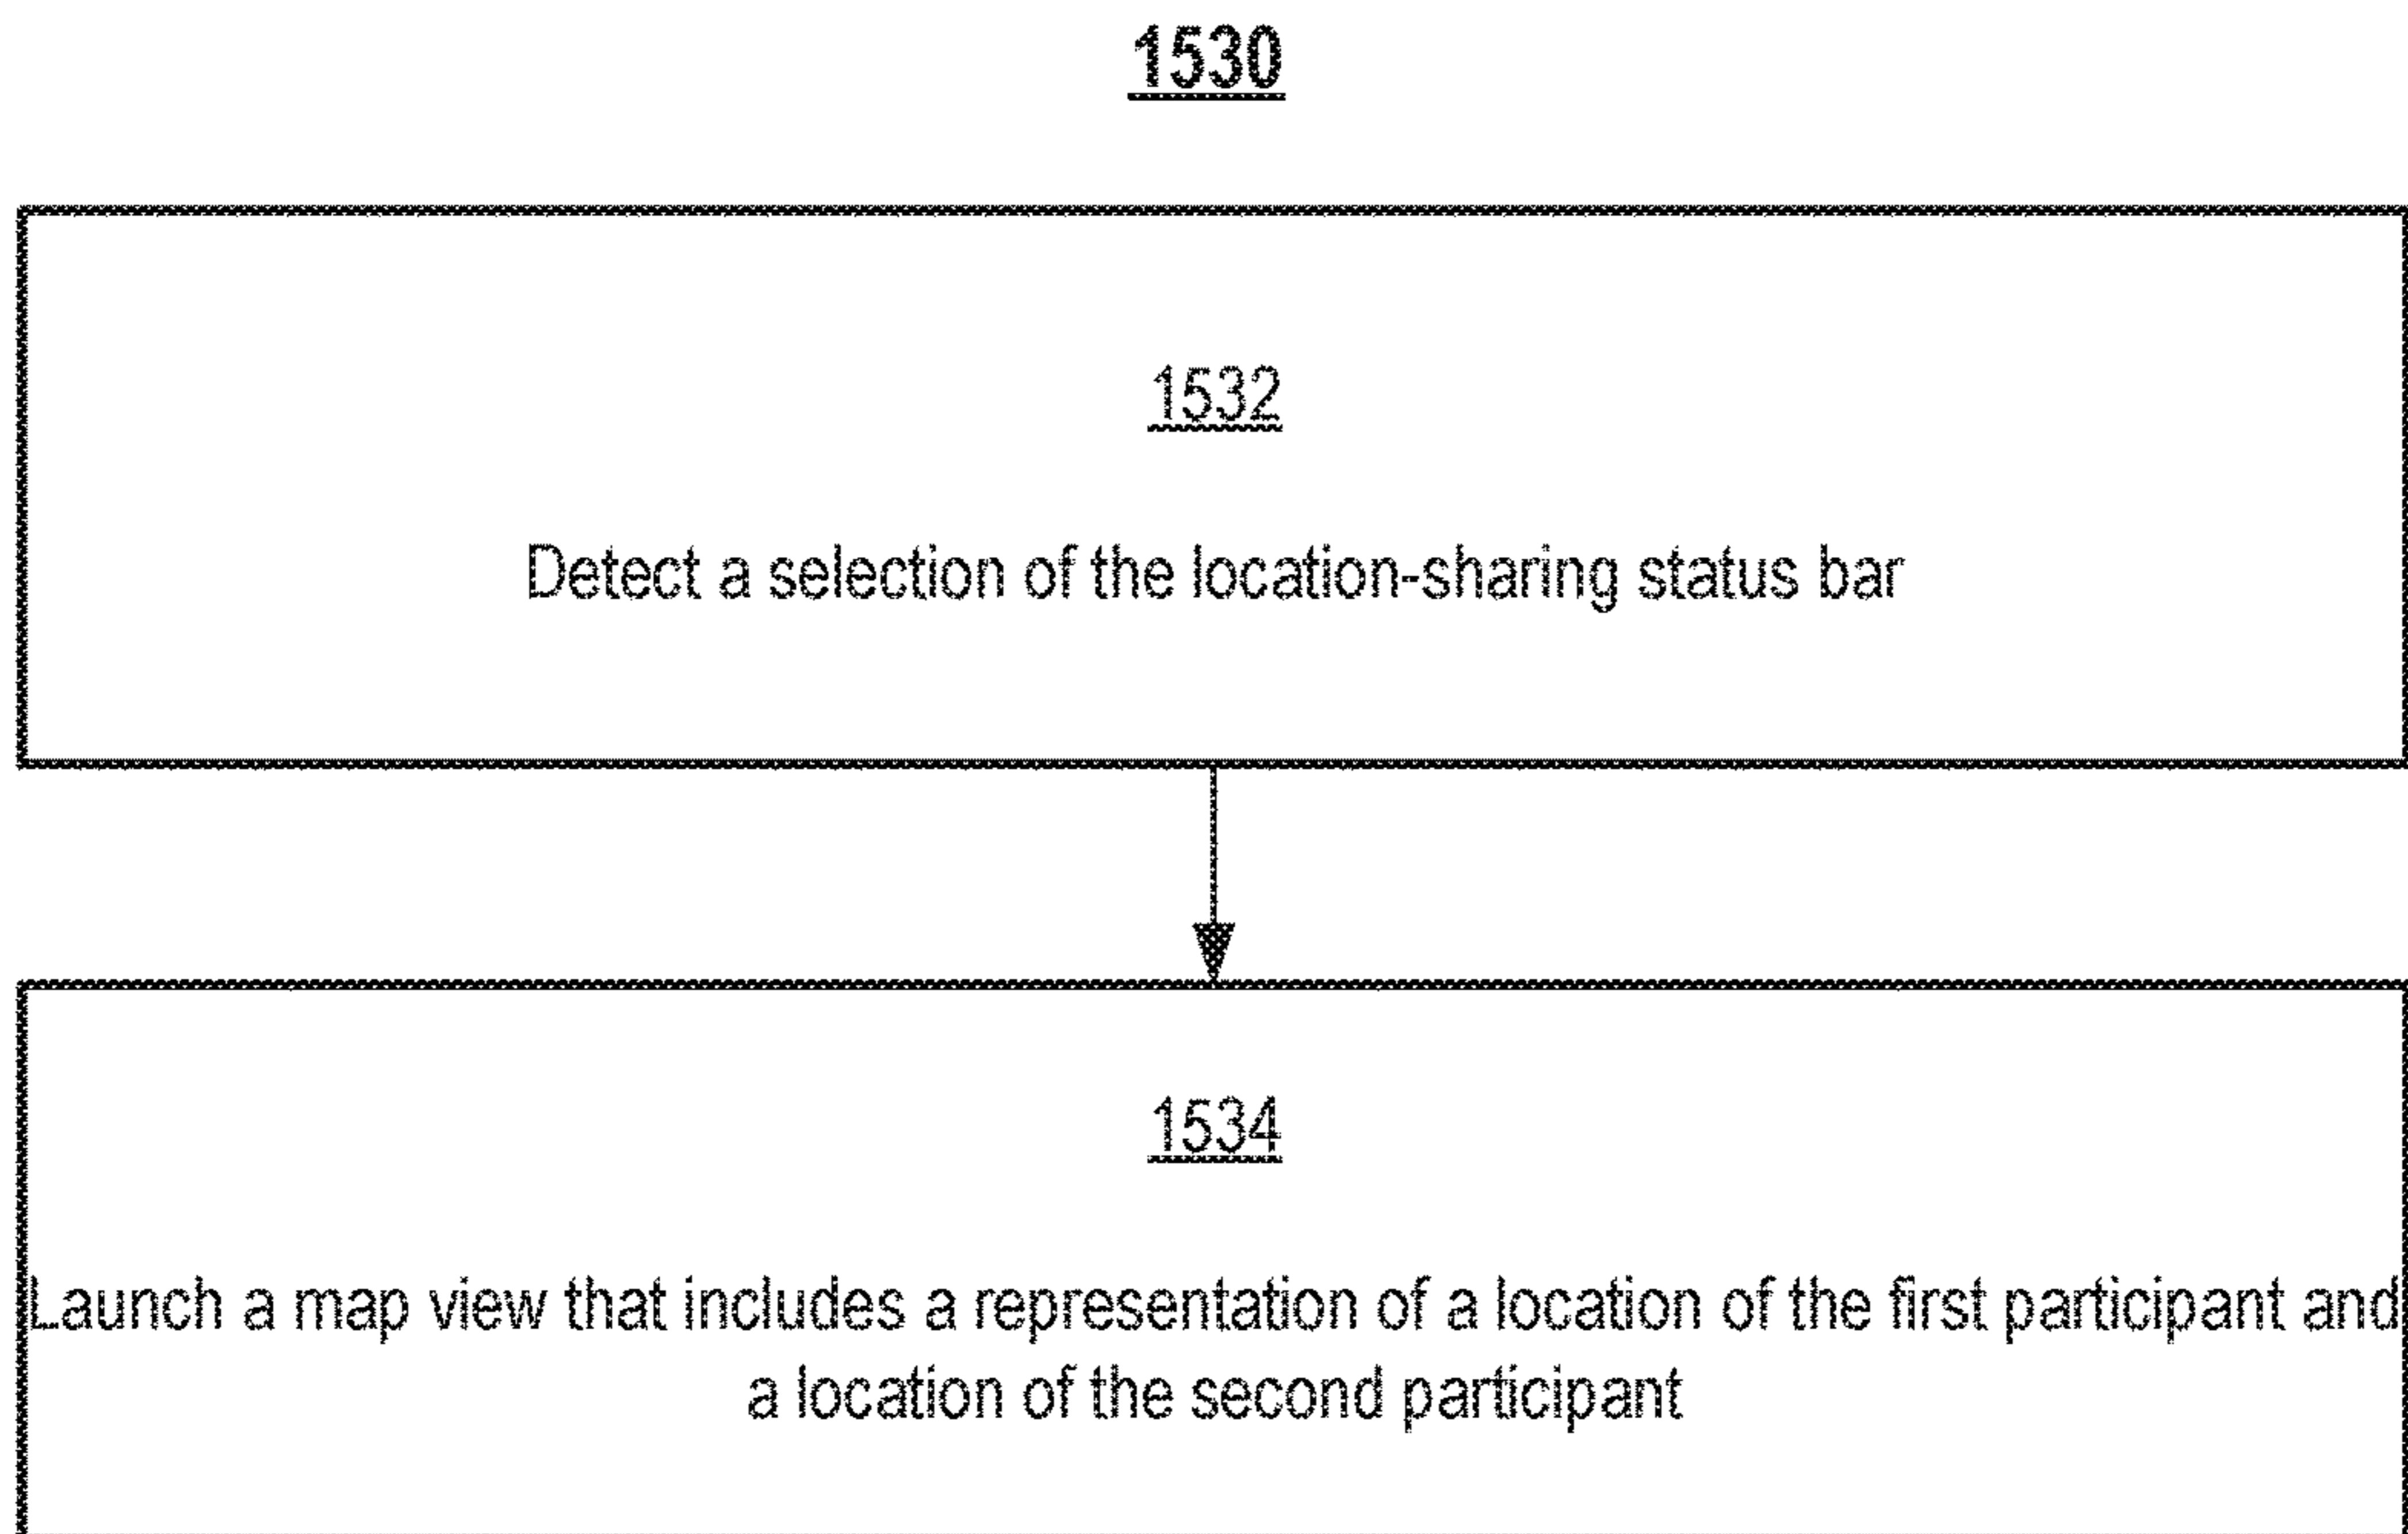 1530
1532
Detect a selection of the location-sharing status bar
1534
Launch a map view that includes a representation of a location of the first participant and
a location of the second participant